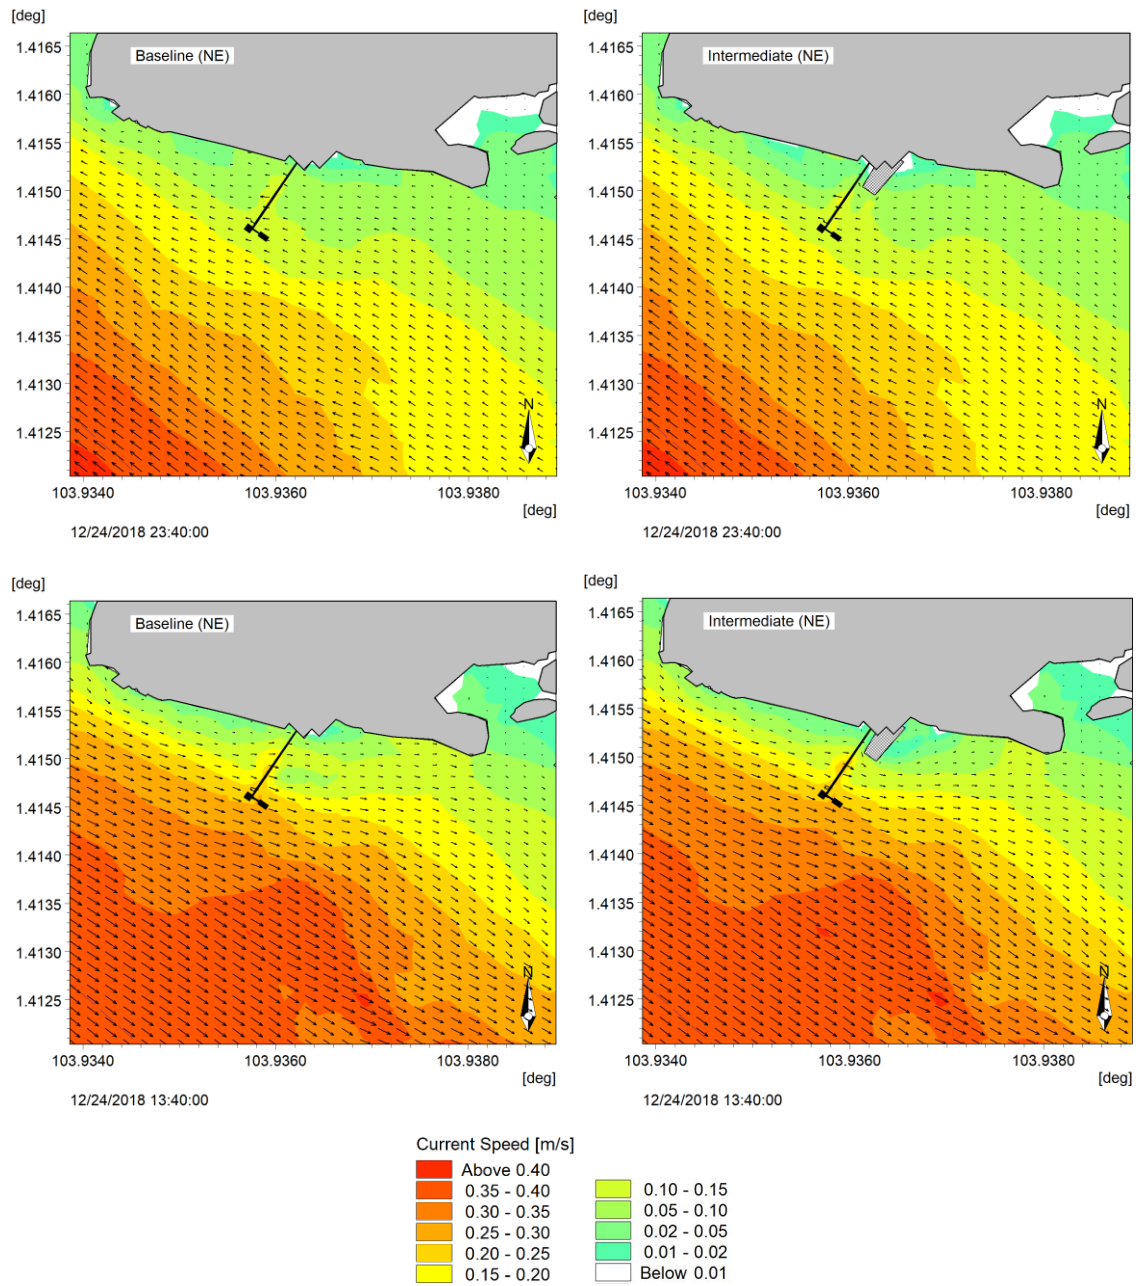 [deg]
Baseline (NE)
1.4165
1.4160
1.4155
1.4150
1.4145
1.4140
1.4135
1.4130
1.4125
N
103.9340 103.9360 103.9380
[deg]
12/24/2018 23:40:00
[deg]
Intermediate (NE)
1.4165
1.4160
1.4155
1.4150
1.4145
1.4140
1.4135
1.4130
1.4125
N
103.9340 103.9360 103.9380
[deg]
12/24/2018 23:40:00
[deg]
Baseline (NE)
1.4165
1.4160
1.4155
1.4150
1.4145
1.4140
1.4135
1.4130
1.4125
N
103.9340 103.9360 103.9380
[deg]
12/24/2018 13:40:00
[deg]
Intermediate (NE)
1.4165
1.4160
1.4155
1.4150
1.4145
1.4140
1.4135
1.4130
1.4125
N
103.9340 103.9360 103.9380
[deg]
12/24/2018 13:40:00
Current Speed [m/s]
Above 0.40
0.35 - 0.40
0.30 - 0.35
0.25 - 0.30
0.20 - 0.25
0.15 - 0.20
0.10 - 0.15
0.05 - 0.10
0.02 - 0.05
0.01 - 0.02
Below 0.01